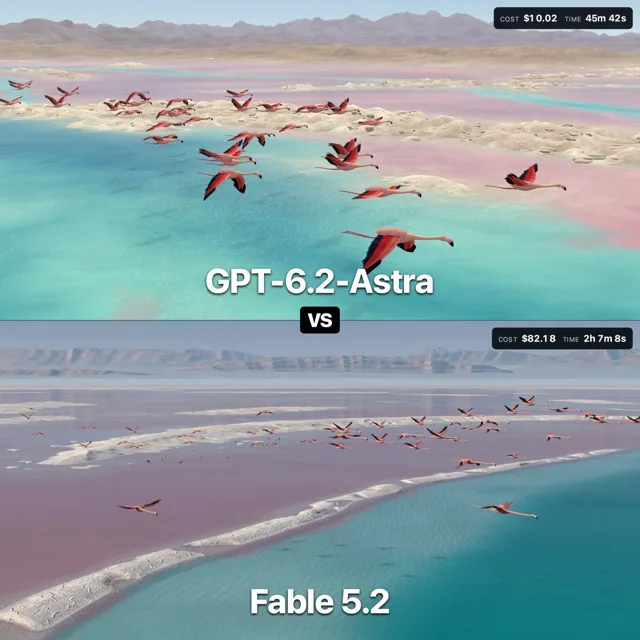 COST $10.02 TIME 45m 42s
GPT-6.2-Astra
VS
COST $82.18 TIME 2h 7m 8s
Fable 5.2